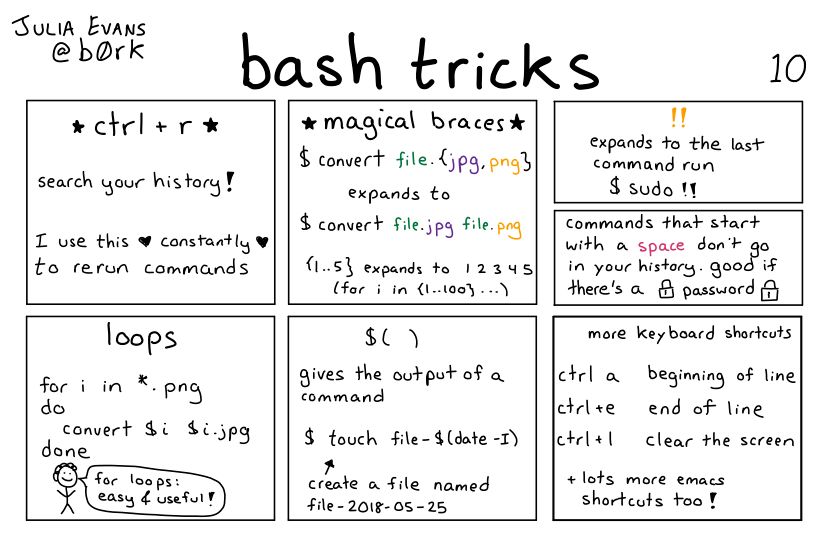 JULIA EVANS
@b0rk
bash tricks
10
★ ctrl + r ★
search your history!
I use this ♥ constantly ♥
to rerun commands
★ magical braces ★
$ convert file.{jpg,png}
expands to
$ convert file.jpg file.png
{1..5} expands to 1 2 3 4 5
(for i in {1..100} ...)
!!
expands to the last
command run
$ sudo !!
commands that start
with a space don't go
in your history. good if
there's a 🔒 password 🔒
loops
for i in *.png
do
convert $i $i.jpg
done
for loops:
easy & useful!
$( )
gives the output of a
command
$ touch file-$(date -I)
create a file named
file-2018-05-25
more keyboard shortcuts
ctrl a beginning of line
ctrl+e end of line
ctrl+l clear the screen
+ lots more emacs
shortcuts too!